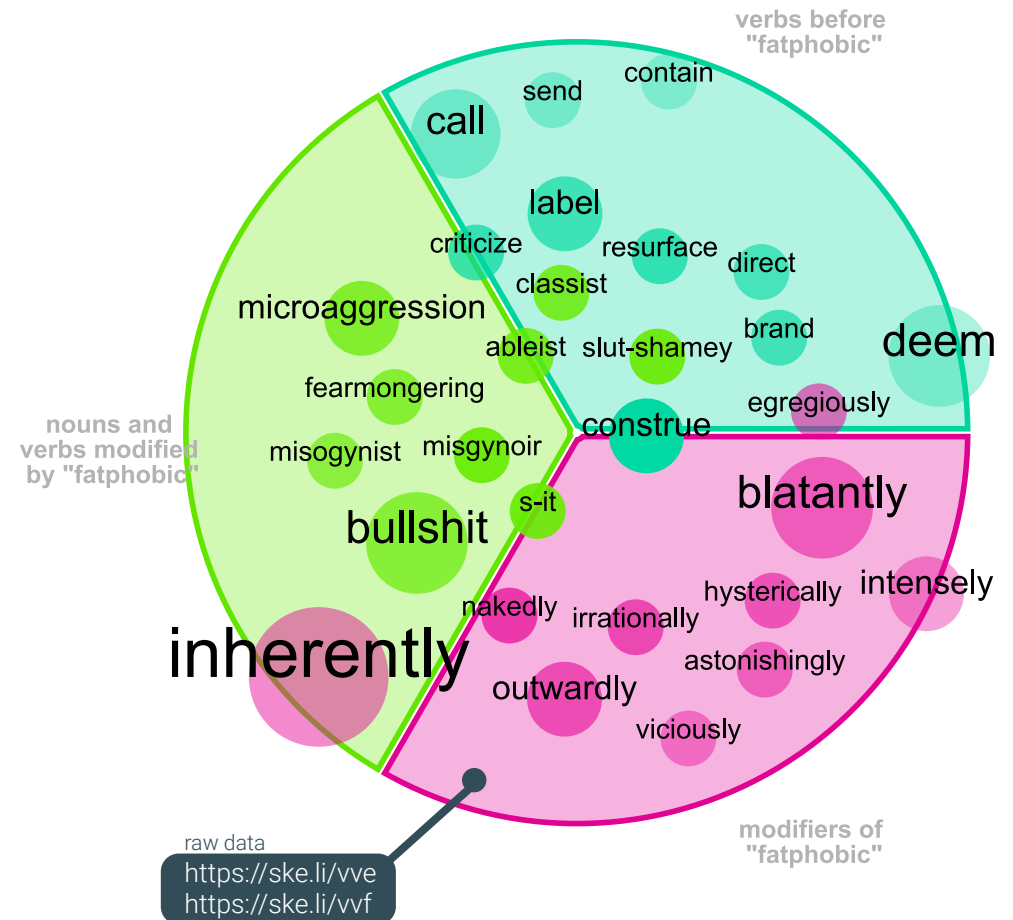 verbs before
"fatphobic"
contain
send
call
label
criticize
resurface
direct
classist
microaggression
brand
deem
ableist
slut-shamey
fearmongering
egregiously
construe
nouns and
verbs modified
by "fatphobic"
misogynist
misgynoir
blatantly
s-it
bullshit
intensely
hysterically
nakedly
irrationally
inherently
astonishingly
outwardly
viciously
modifiers of
"fatphobic"
raw data
https://ske.li/vve
https://ske.li/vvf